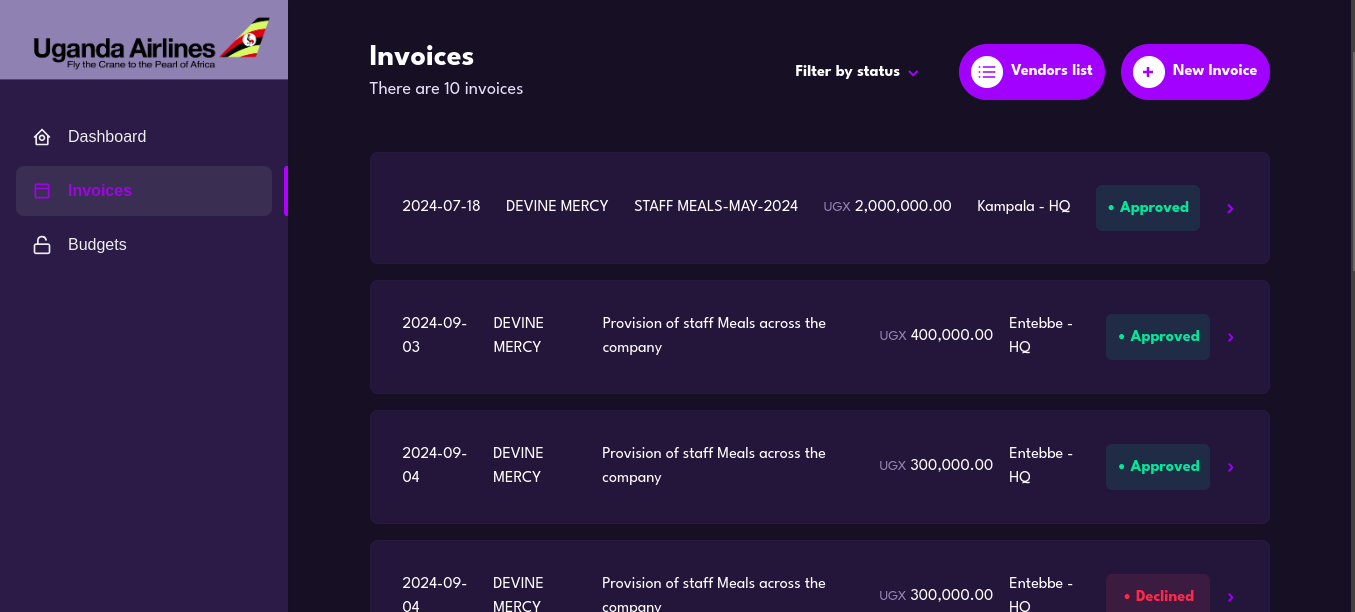 Uganda Airlines
Fly the Crane to the Pearl of Africa
Dashboard
Invoices
Budgets
Invoices
There are 10 invoices
Filter by status
Vendors list
New Invoice
2024-07-18 DEVINE MERCY STAFF MEALS-MAY-2024 UGX 2,000,000.00 Kampala - HQ • Approved
2024-09-
03
DEVINE
MERCY
Provision of staff Meals across the
company
UGX 400,000.00
Entebbe -
HQ
• Approved
2024-09-
04
DEVINE
MERCY
Provision of staff Meals across the
company
UGX 300,000.00
Entebbe -
HQ
• Approved
2024-09-
04
DEVINE
MERCY
Provision of staff Meals across the
company
UGX 300,000.00
Entebbe -
HQ
• Declined